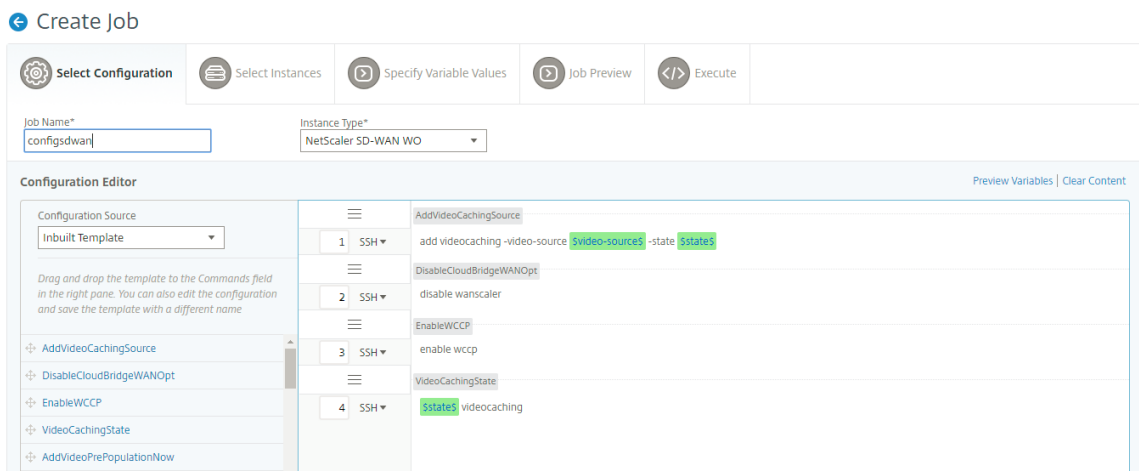 Create Job
Select Configuration
Select Instances
Specify Variable Values
Job Preview
Execute
Job Name*
Instance Type*
configsdwan
NetScaler SD-WAN WO
Configuration Editor
Preview Variables | Clear Content
Configuration Source
Inbuilt Template
Drag and drop the template to the Commands field
in the right pane. You can also edit the configuration
and save the template with a different name
AddVideoCachingSource
DisableCloudBridgeWANOpt
EnableWCCP
VideoCachingState
AddVideoPrePopulationNow
AddVideoCachingSource
1 SSH add videocaching -video-source $video-source$ -state $state$
DisableCloudBridgeWANOpt
2 SSH disable wanscaler
EnableWCCP
3 SSH enable wccp
VideoCachingState
4 SSH $state$ videocaching